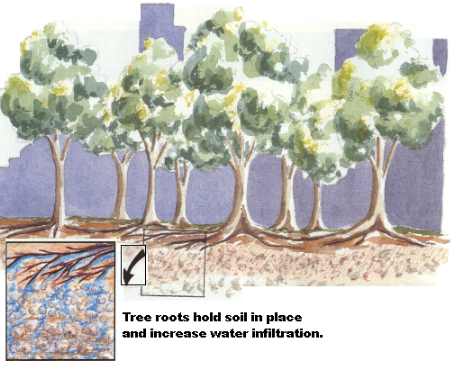 Tree roots hold soil in place
and increase water infiltration.